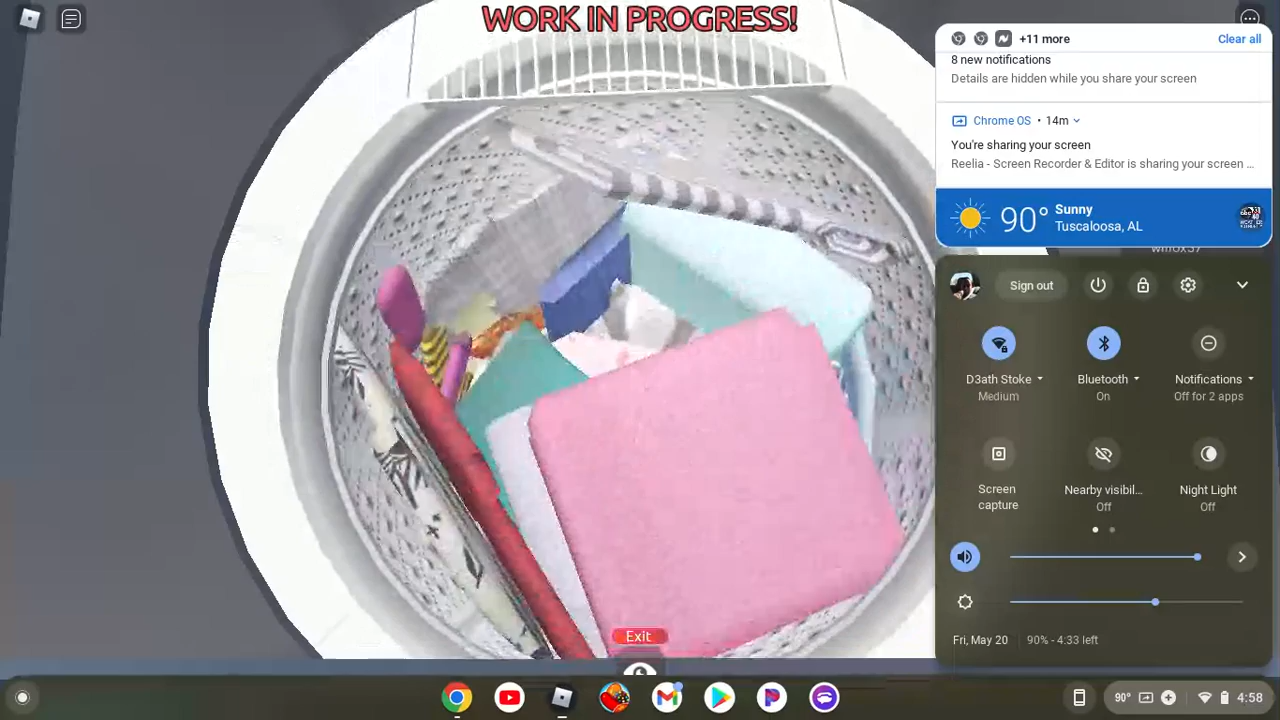 WORK IN PROGRESS!
+11 more
Clear all
8 new notifications
Details are hidden while you share your screen
Chrome OS • 14m
You're sharing your screen
Reelia - Screen Recorder & Editor is sharing your screen ...
90°
Sunny
Tuscaloosa, AL
Sign out
D3ath Stoke
Medium
Bluetooth
On
Notifications
Off for 2 apps
Screen
capture
Nearby visibil...
Off
Night Light
Off
Exit
Fri, May 20
90% - 4:33 left
90°
4:58